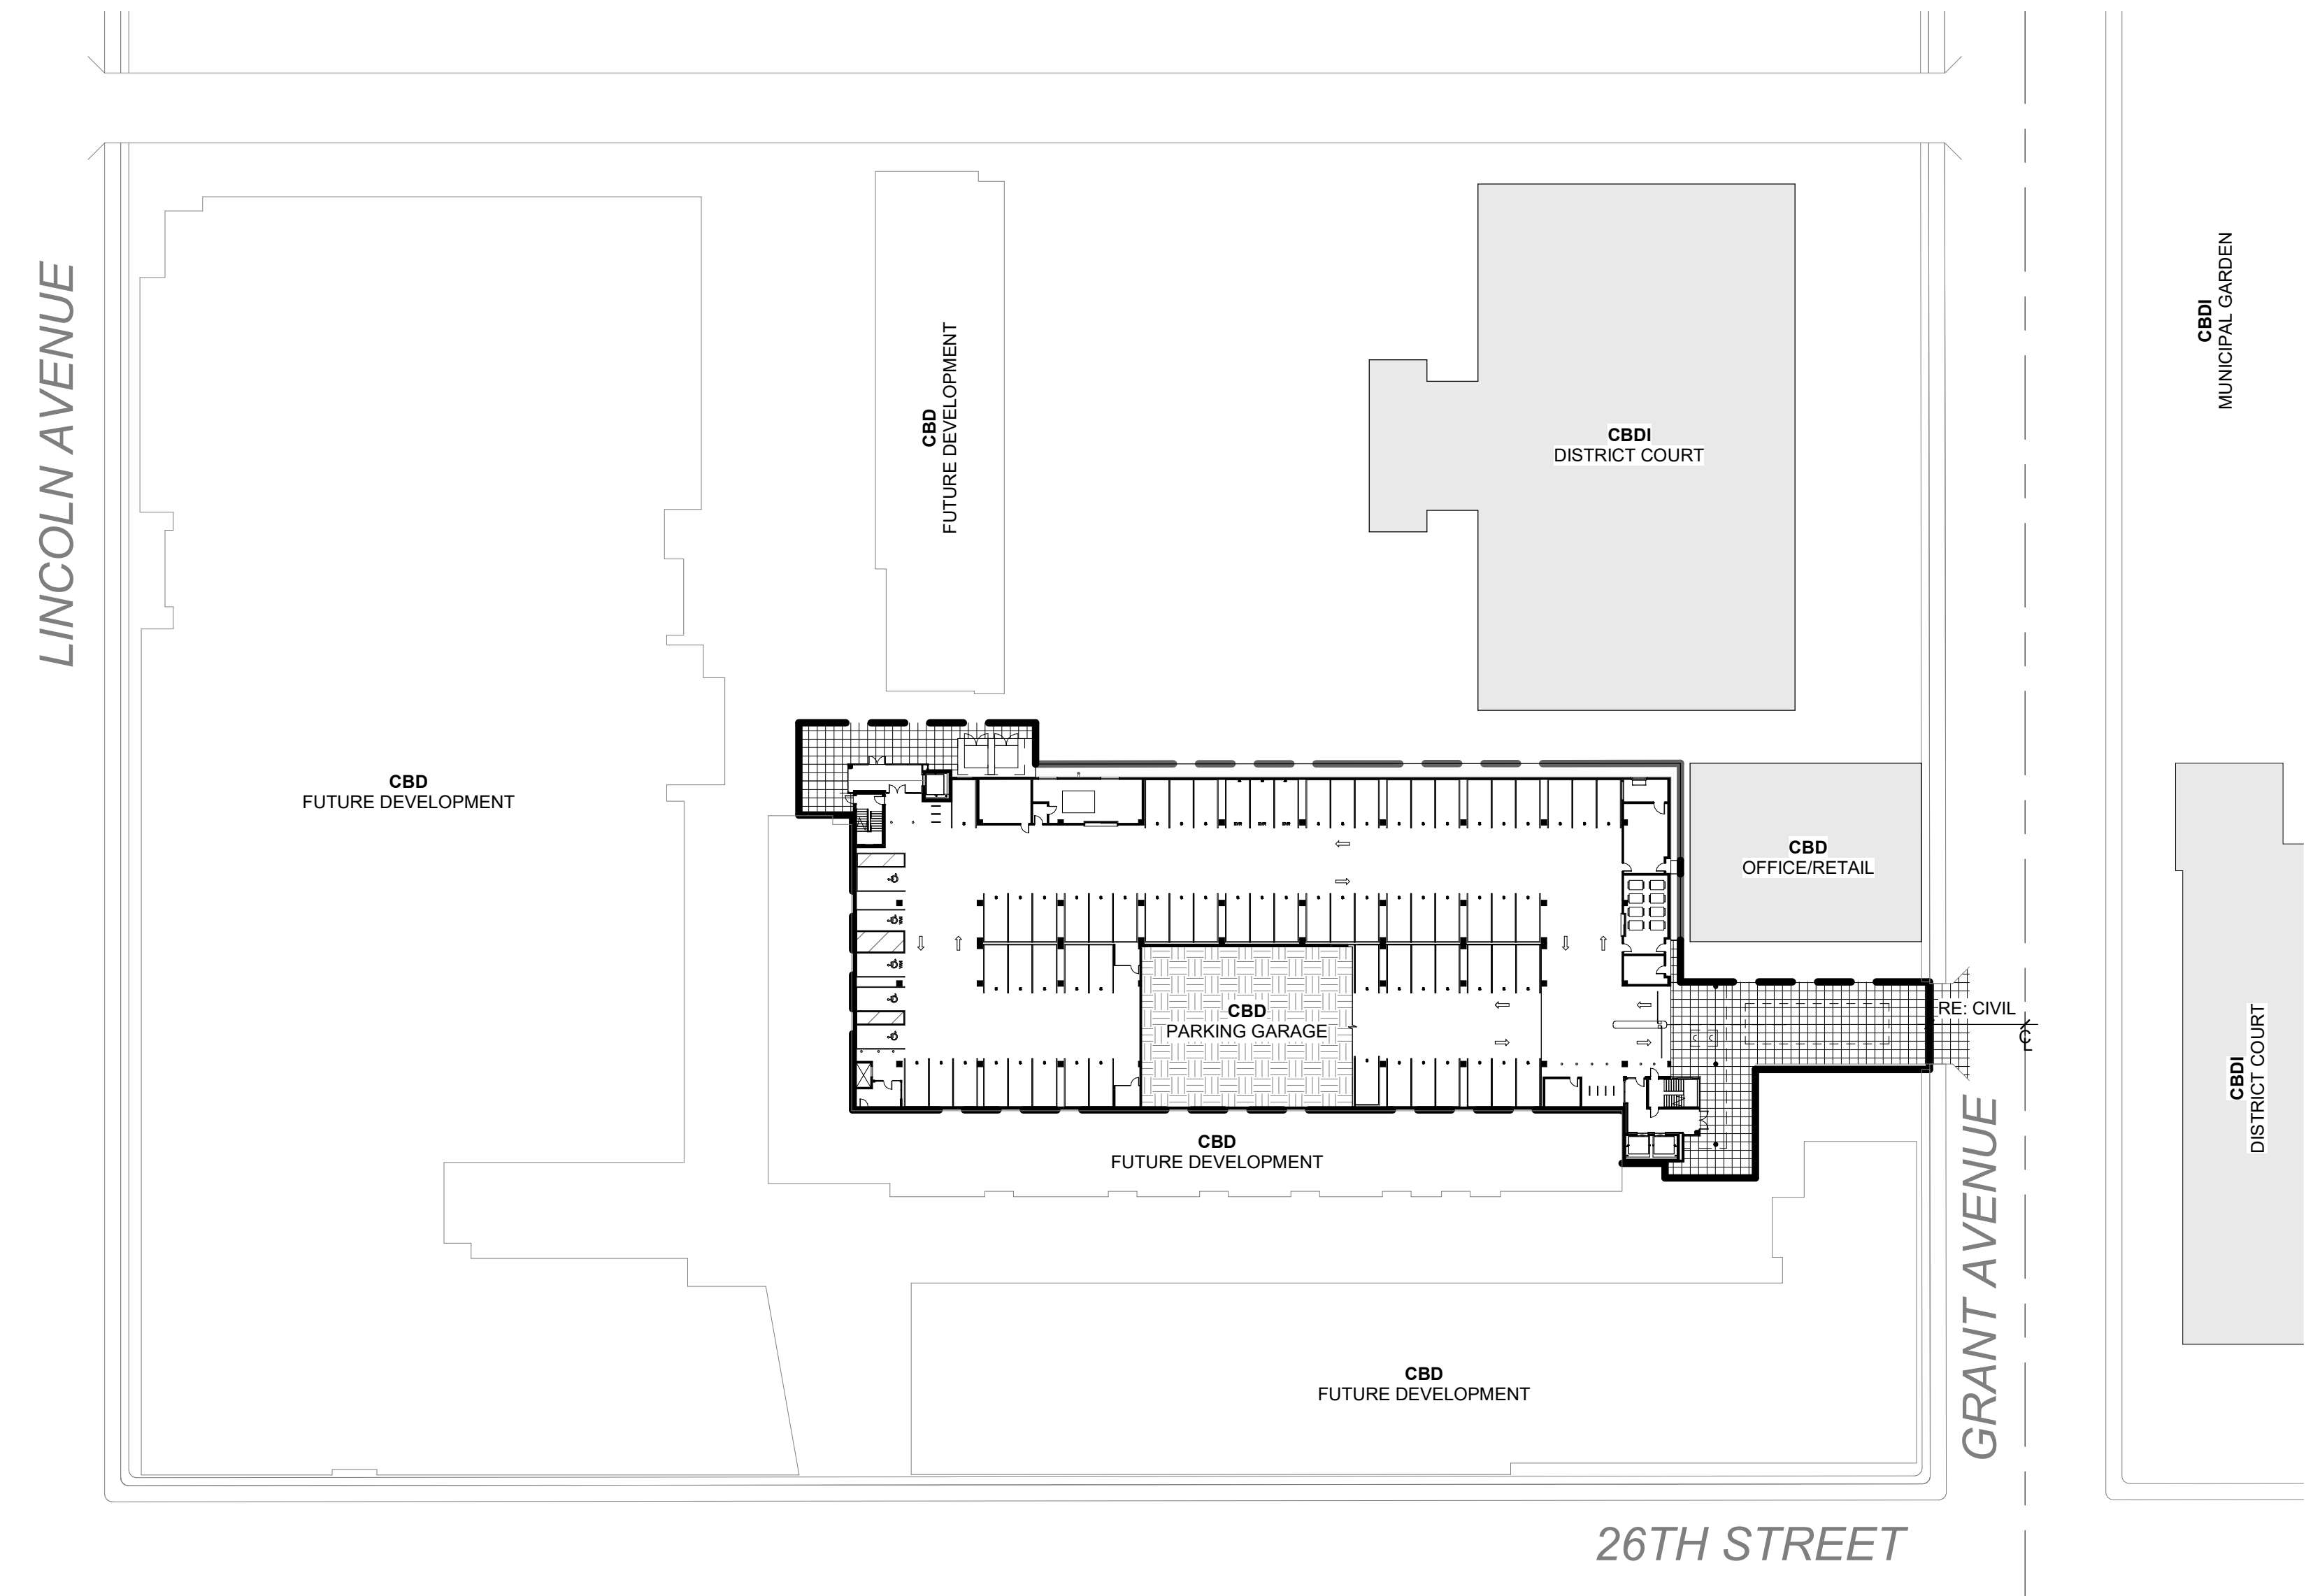 LINCOLN AVENUE
CBD
FUTURE DEVELOPMENT
CBD
FUTURE DEVELOPMENT
CBDI
DISTRICT COURT
CBDI
MUNICIPAL GARDEN
CBD
OFFICE/RETAIL
CBD
PARKING GARAGE
RE: CIVIL
CL
CBDI
DISTRICT COURT
CBD
FUTURE DEVELOPMENT
CBD
FUTURE DEVELOPMENT
GRANT AVENUE
26TH STREET